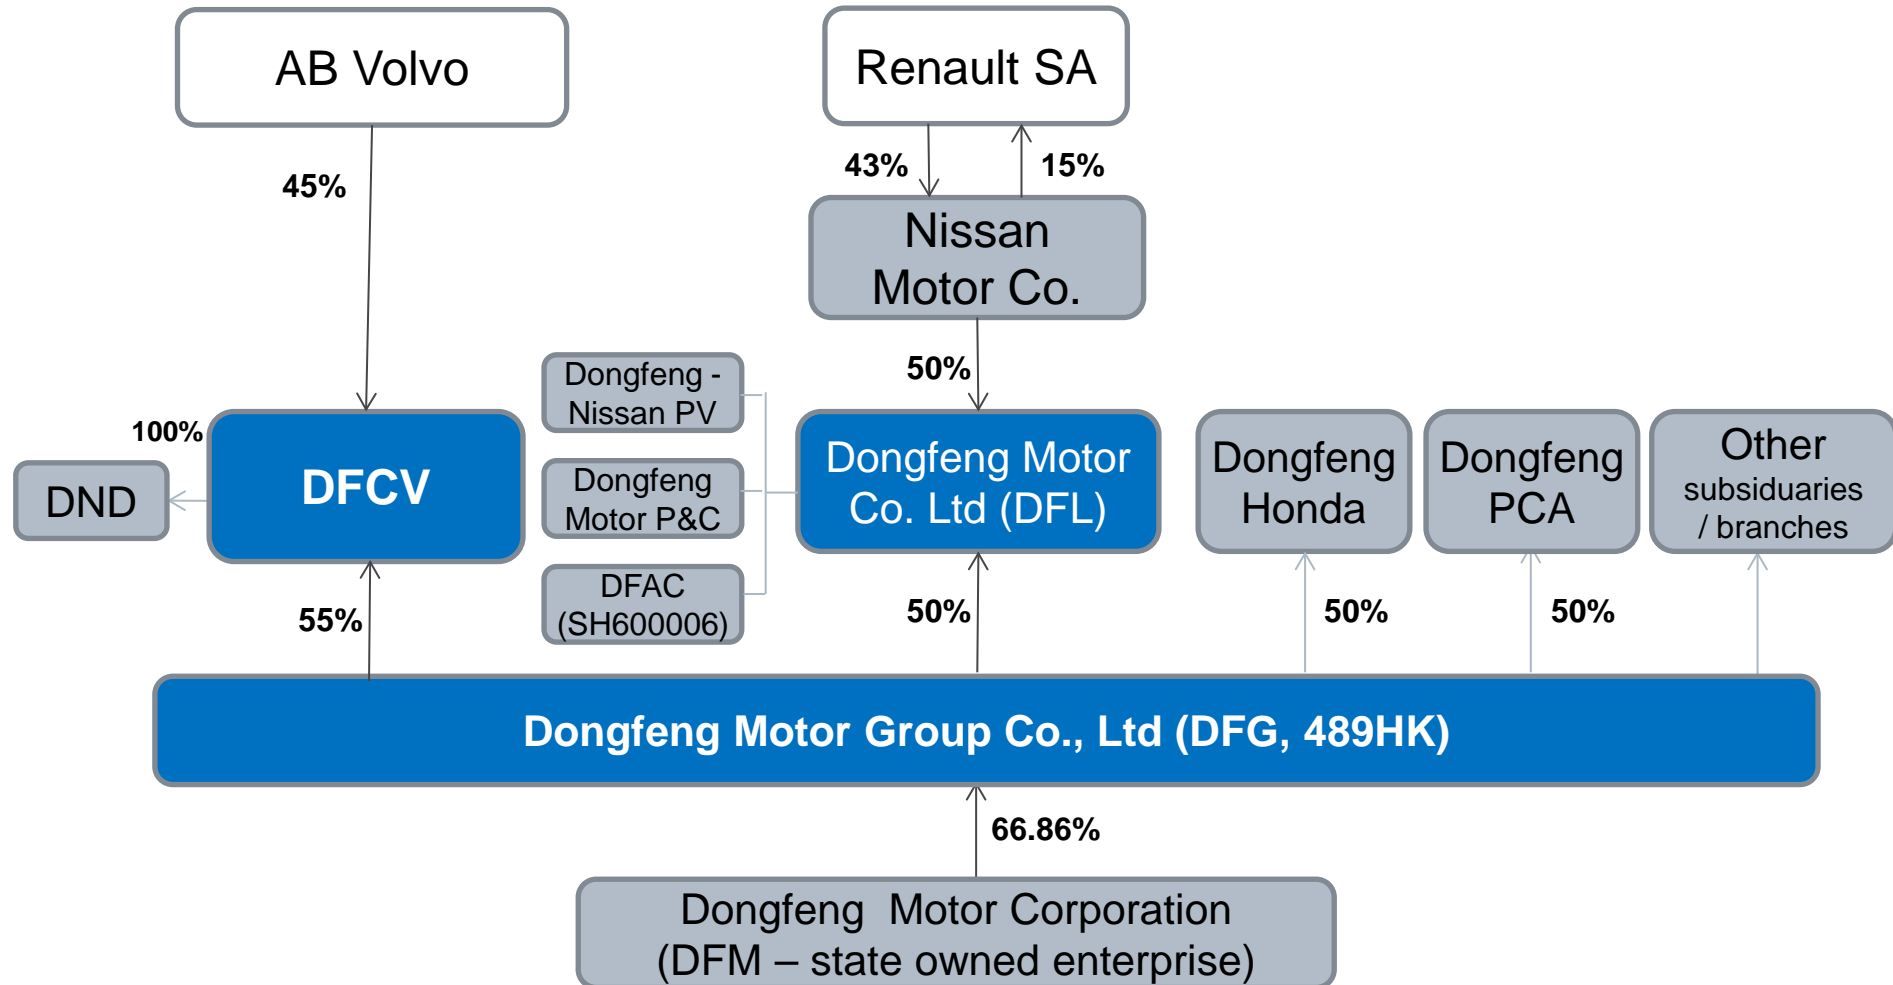 AB Volvo
Renault SA
45%
43%
15%
Nissan
Motor Co.
50%
Dongfeng -
Nissan PV
100%
DND
DFCV
Dongfeng
Motor P&C
Dongfeng Motor
Co. Ltd (DFL)
Dongfeng
Honda
Dongfeng
PCA
Other
subsiduaries
/ branches
DFAC
(SH600006)
55%
50%
50%
50%
Dongfeng Motor Group Co., Ltd (DFG, 489HK)
66.86%
Dongfeng  Motor Corporation
(DFM – state owned enterprise)